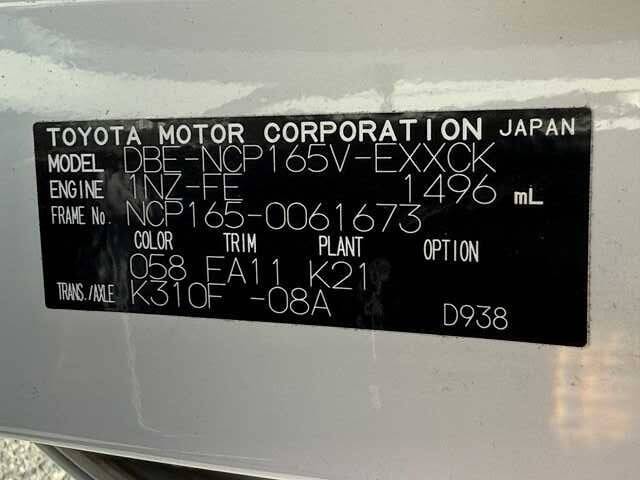 TOYOTA MOTOR CORPORATION JAPAN
MODEL DBE-NCP165V-EXXCK
ENGINE 1NZ-FE 1496 mL
FRAME No. NCP165-0061673
COLOR TRIM PLANT OPTION
058 FA11 K21
TRANS./AXLE K310F -08A D938